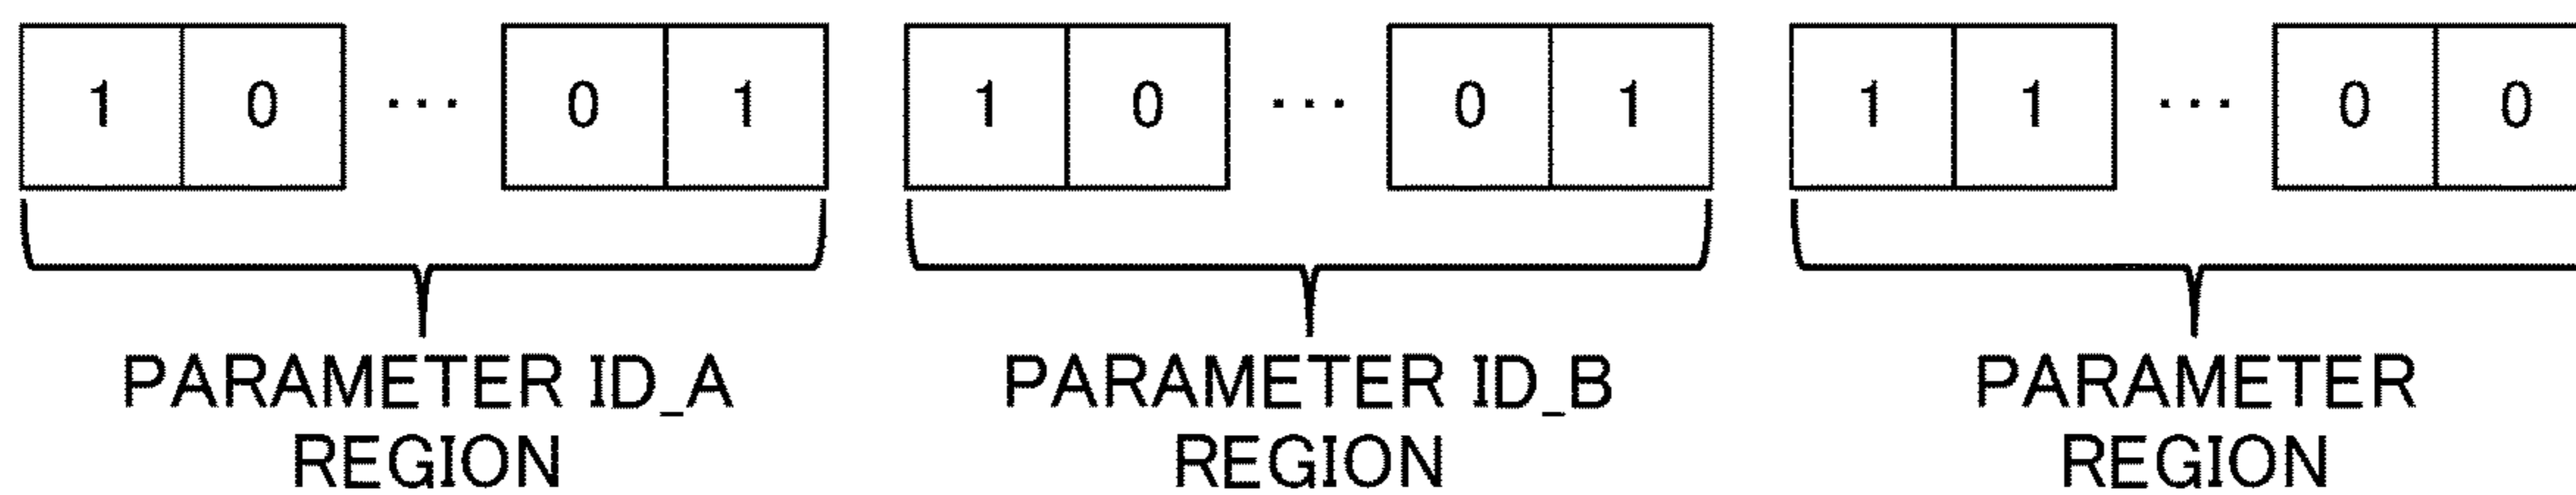 1 0 ... 0 1 1 0 ... 0 1 1 1 ... 0 0
PARAMETER ID_A PARAMETER ID_B PARAMETER
REGION REGION REGION